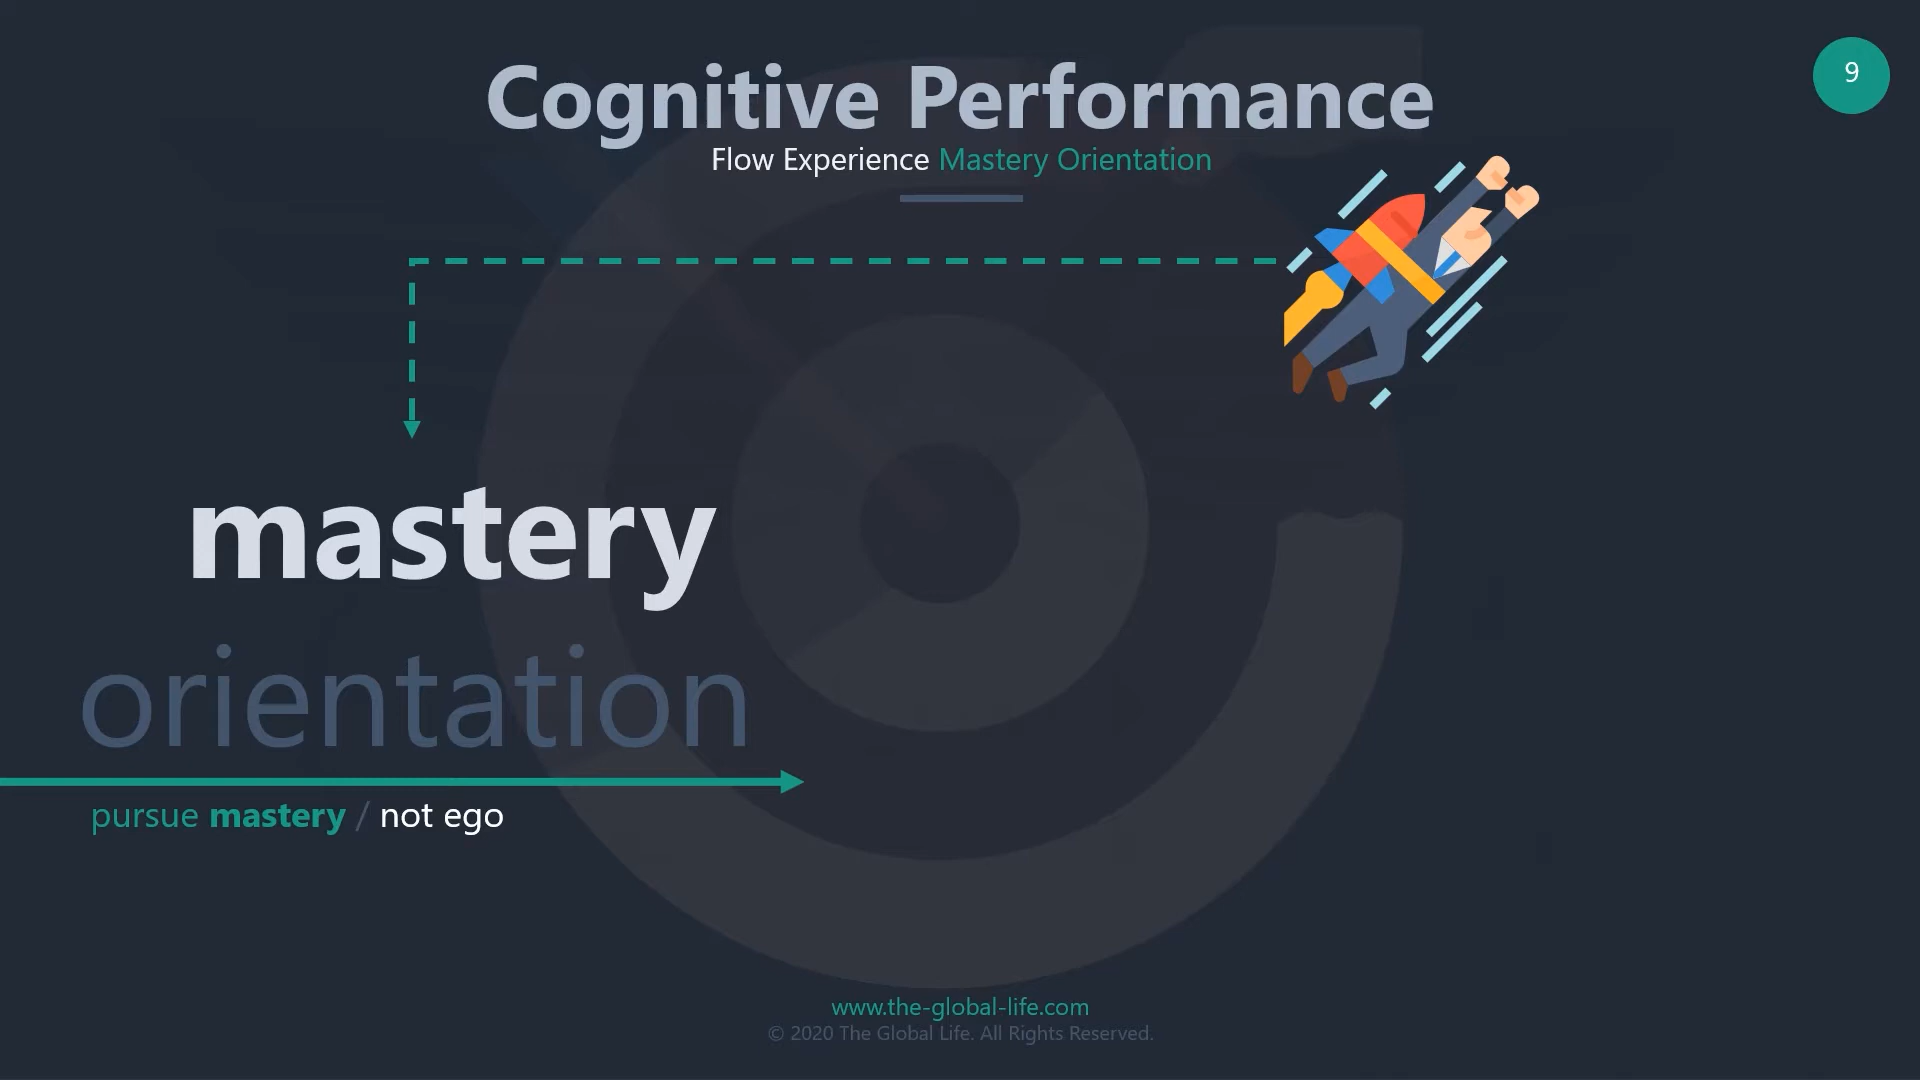 Cognitive Performance
9
Flow Experience Mastery Orientation
mastery
orientation
pursue mastery / not ego
www.the-global-life.com
© 2020 The Global Life. All Rights Reserved.